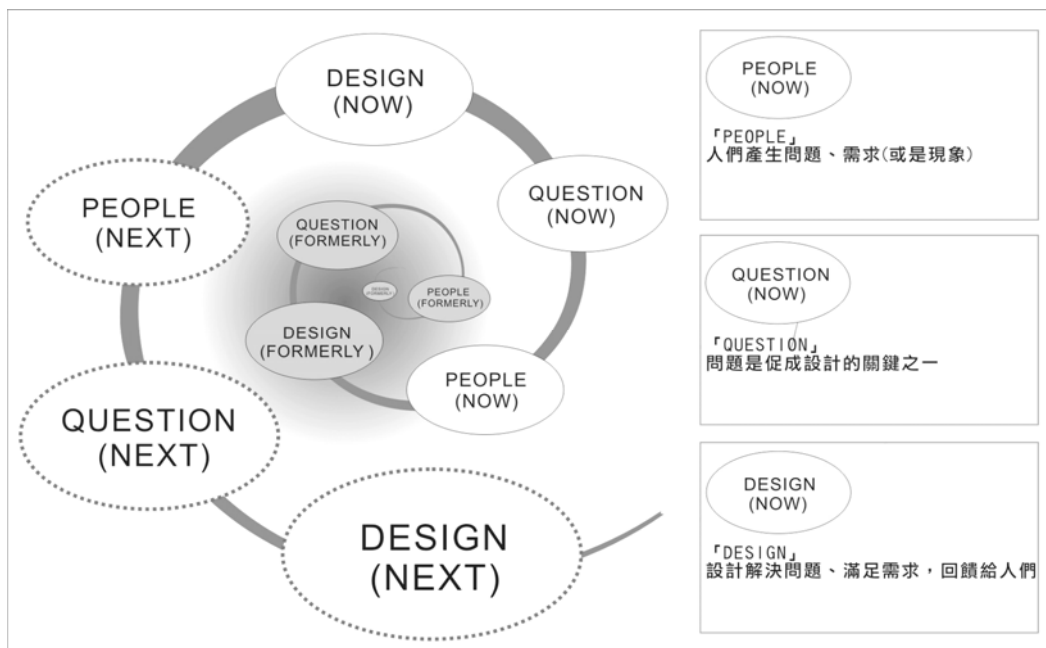 DESIGN
(NOW)
QUESTION
(NOW)
PEOPLE
(NOW)
DESIGN
(FORMERLY)
QUESTION
(FORMERLY)
PEOPLE
(FORMERLY)
DESIGN
(FORMERLY)
PEOPLE
(NEXT)
QUESTION
(NEXT)
DESIGN
(NEXT)
PEOPLE
(NOW)
「PEOPLE」
人們產生問題、需求(或是現象)
QUESTION
(NOW)
「QUESTION」
問題是促成設計的關鍵之一
DESIGN
(NOW)
「DESIGN」
設計解決問題、滿足需求，回饋給人們